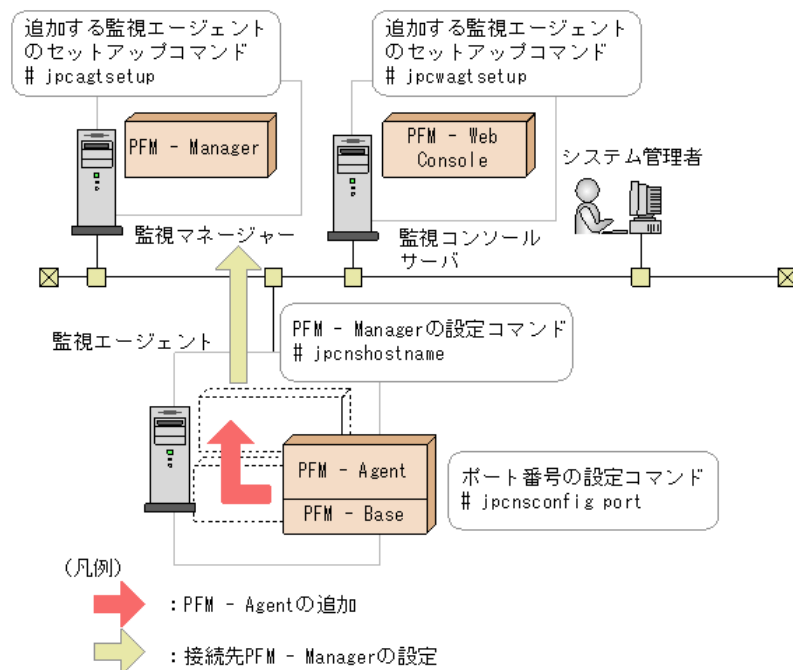 追加する監視エージェント
のセットアップコマンド
# jpcagtsetup
追加する監視エージェント
のセットアップコマンド
# jpcwagtsetup
PFM - Manager
PFM - Web
Console
システム管理者
監視マネージャー
監視コンソール
サーバ
監視エージェント
PFM - Managerの設定コマンド
# jpcnshostname
PFM - Agent
PFM - Base
ポート番号の設定コマンド
# jpcnsconfig port
(凡例)
:PFM - Agentの追加
:接続先PFM - Managerの設定